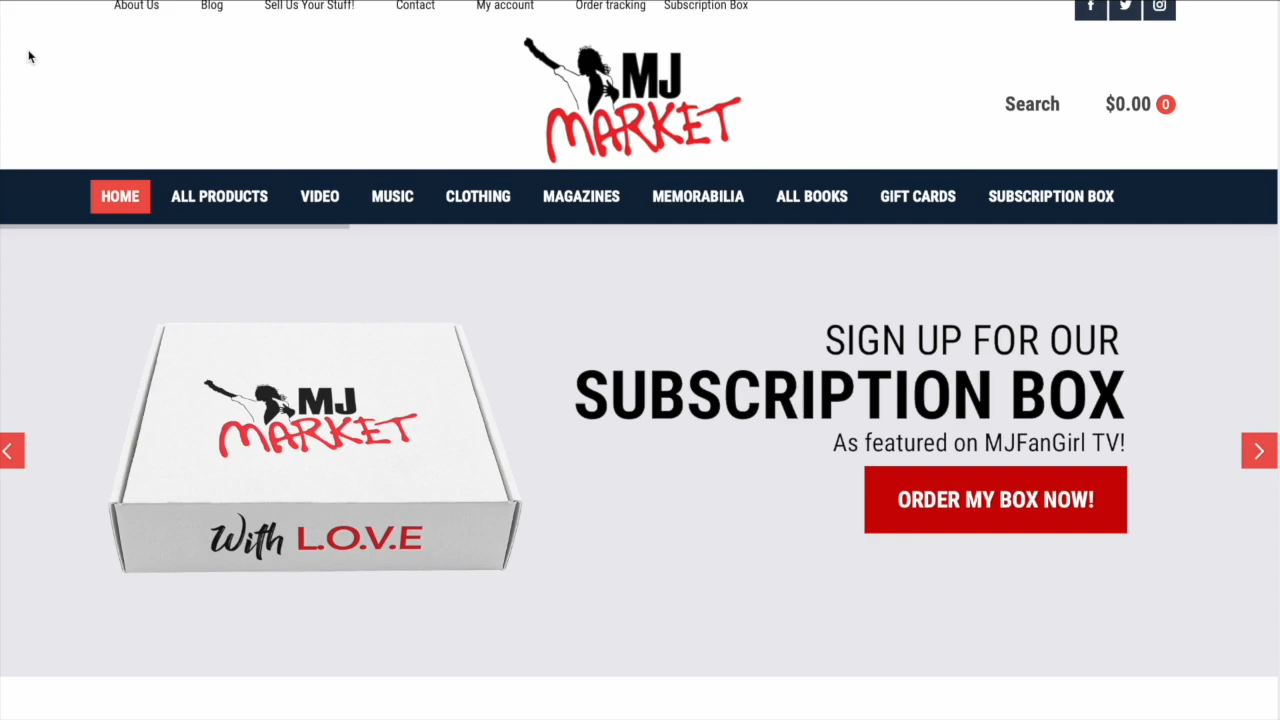 About Us Blog Sell Us Your Stuff! Contact My account Order tracking Subscription Box
MJ
MARKET
Search $0.00 0
HOME ALL PRODUCTS VIDEO MUSIC CLOTHING MAGAZINES MEMORABILIA ALL BOOKS GIFT CARDS SUBSCRIPTION BOX
MJ
MARKET
With L.O.V.E
SIGN UP FOR OUR
SUBSCRIPTION BOX
As featured on MJFanGirl TV!
ORDER MY BOX NOW!